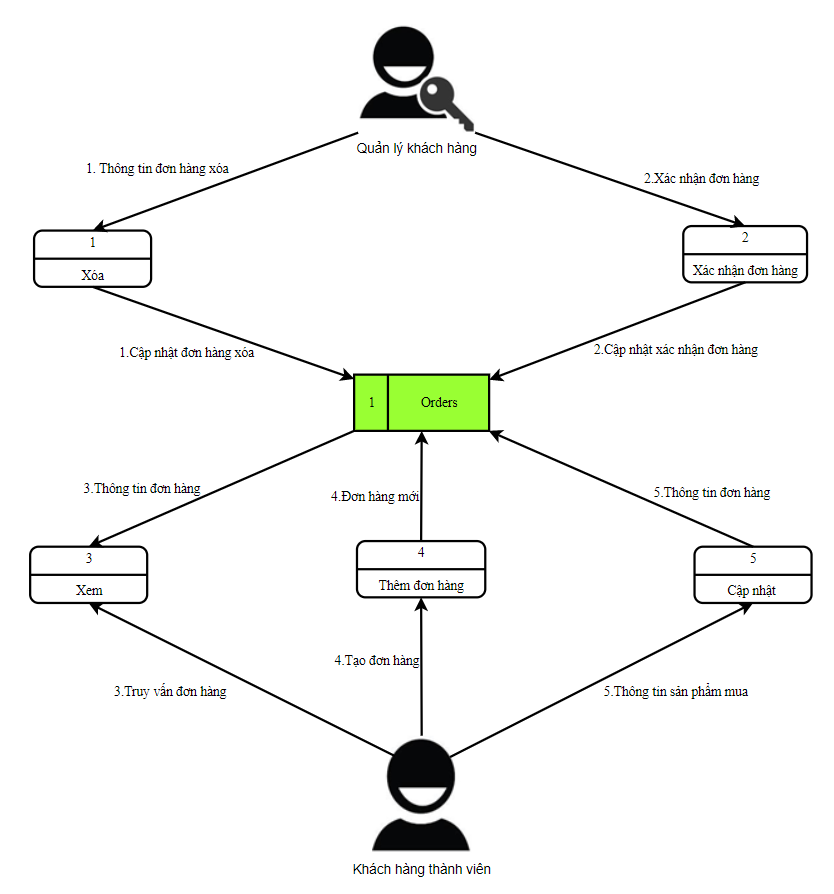 Quản lý khách hàng
1. Thông tin đơn hàng xóa
2.Xác nhận đơn hàng
1
Xóa
2
Xác nhận đơn hàng
1.Cập nhật đơn hàng xóa
2.Cập nhật xác nhận đơn hàng
1
Orders
3.Thông tin đơn hàng
4.Đơn hàng mới
5.Thông tin đơn hàng
3
Xem
4
Thêm đơn hàng
5
Cập nhật
4.Tạo đơn hàng
3.Truy vấn đơn hàng
5.Thông tin sản phẩm mua
Khách hàng thành viên